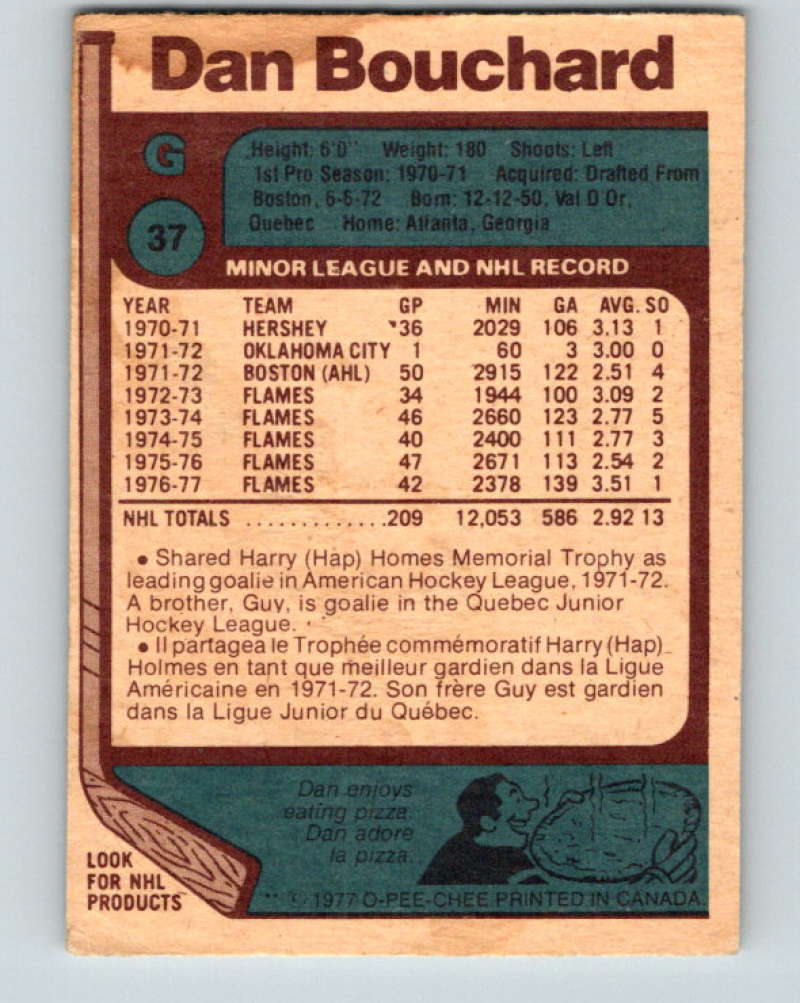 Dan Bouchard
G
Height: 6'0" Weight: 180 Shoots: Left
1st Pro Season: 1970-71 Acquired: Drafted From
Boston, 6-6-72 Born: 12-12-50, Val D'Or,
Quebec Home: Atlanta, Georgia
37
MINOR LEAGUE AND NHL RECORD
YEAR TEAM GP MIN GA AVG. SO
1970-71 HERSHEY 36 2029 106 3.13 1
1971-72 OKLAHOMA CITY 1 60 3 3.00 0
1971-72 BOSTON (AHL) 50 2915 122 2.51 4
1972-73 FLAMES 34 1944 100 3.09 2
1973-74 FLAMES 46 2660 123 2.77 5
1974-75 FLAMES 40 2400 111 2.77 3
1975-76 FLAMES 47 2671 113 2.54 2
1976-77 FLAMES 42 2378 139 3.51 1
NHL TOTALS .............209 12,053 586 2.92 13
• Shared Harry (Hap) Homes Memorial Trophy as
leading goalie in American Hockey League, 1971-72.
A brother, Guy, is goalie in the Quebec Junior
Hockey League.
• Il partagea le Trophée commémoratif Harry (Hap)
Holmes en tant que meilleur gardien dans la Ligue
Américaine en 1971-72. Son frère Guy est gardien
dans la Ligue Junior du Québec.
Dan enjoys
eating pizza.
Dan adore
la pizza.
LOOK
FOR NHL
PRODUCTS
** © 1977 O-PEE-CHEE PRINTED IN CANADA